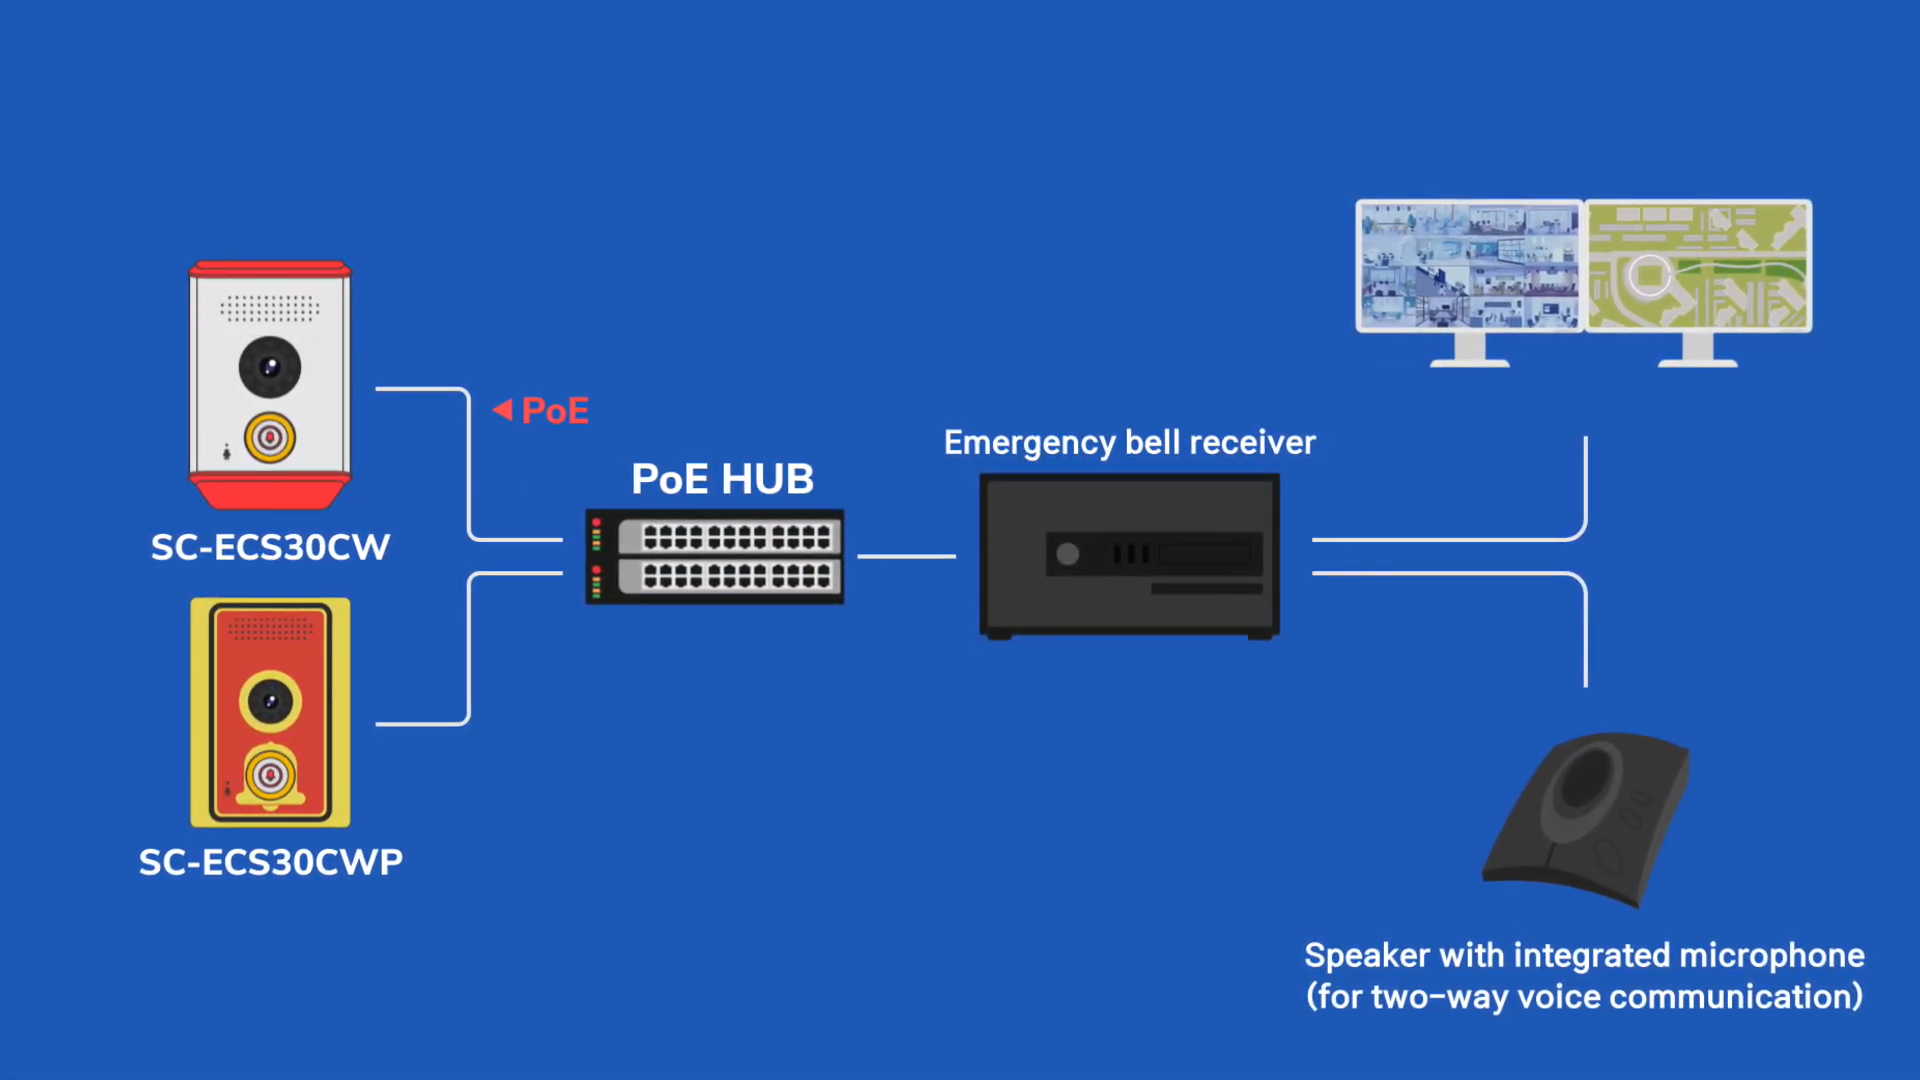 PoE
PoE HUB
Emergency bell receiver
SC-ECS30CW
SC-ECS30CWP
Speaker with integrated microphone
(for two-way voice communication)